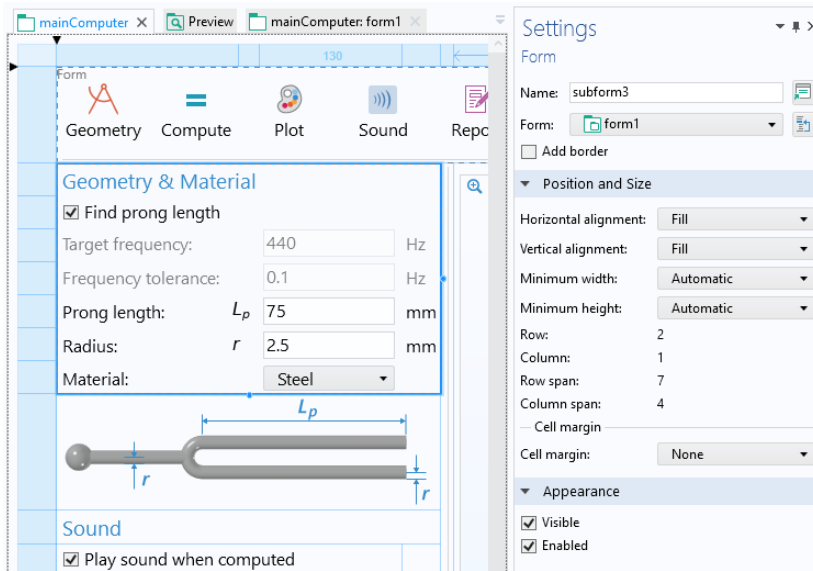 mainComputer
Preview
mainComputer: form1
130
Form
Geometry Compute Plot Sound Repo
Geometry & Material
Find prong length
Target frequency: 440 Hz
Frequency tolerance: 0.1 Hz
Prong length: Lp 75 mm
Radius: r 2.5 mm
Material: Steel
Lp
r
r
Sound
Play sound when computed
Settings
Form
Name: subform3
Form: form1
Add border
Position and Size
Horizontal alignment: Fill
Vertical alignment: Fill
Minimum width: Automatic
Minimum height: Automatic
Row: 2
Column: 1
Row span: 7
Column span: 4
Cell margin
Cell margin: None
Appearance
Visible
Enabled